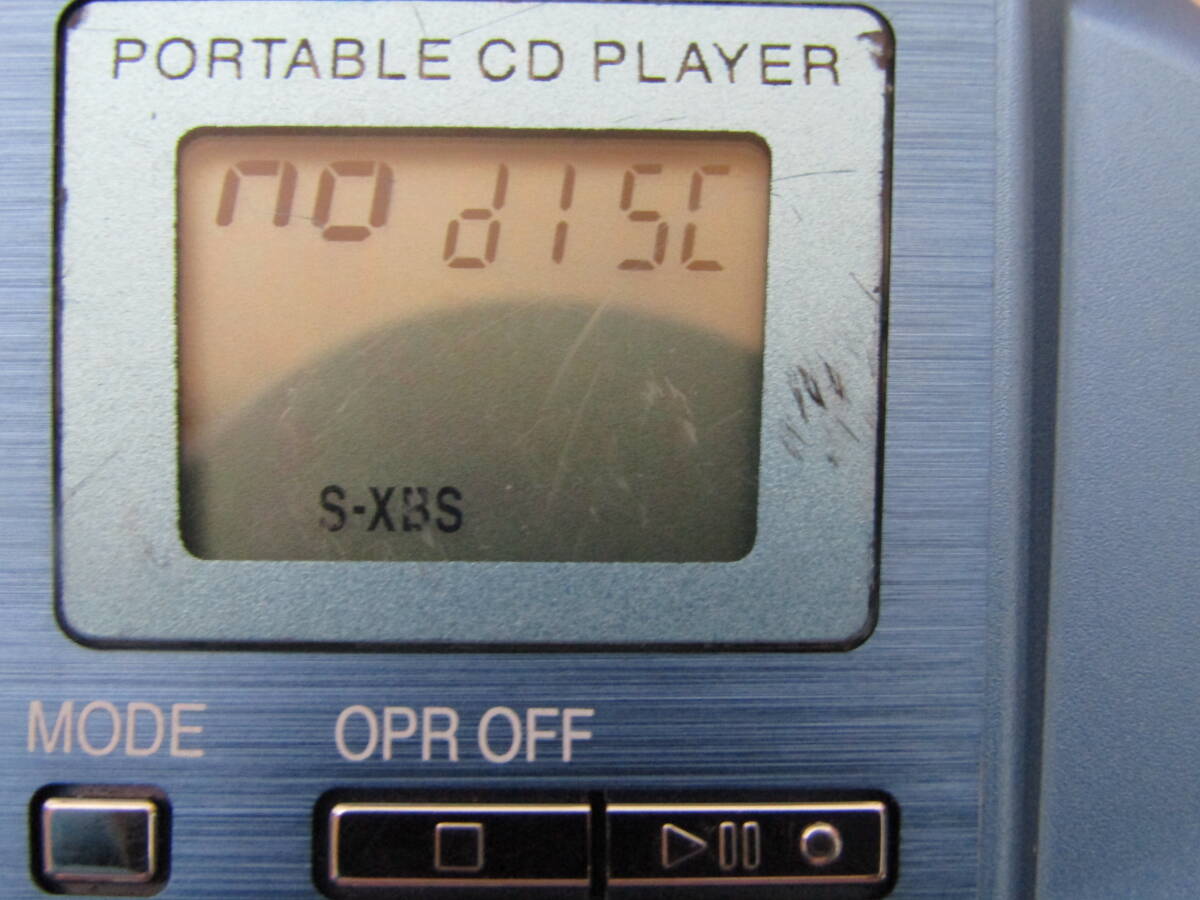 PORTABLE CD PLAYER
no dISC
S-XBS
MODE
OPR OFF